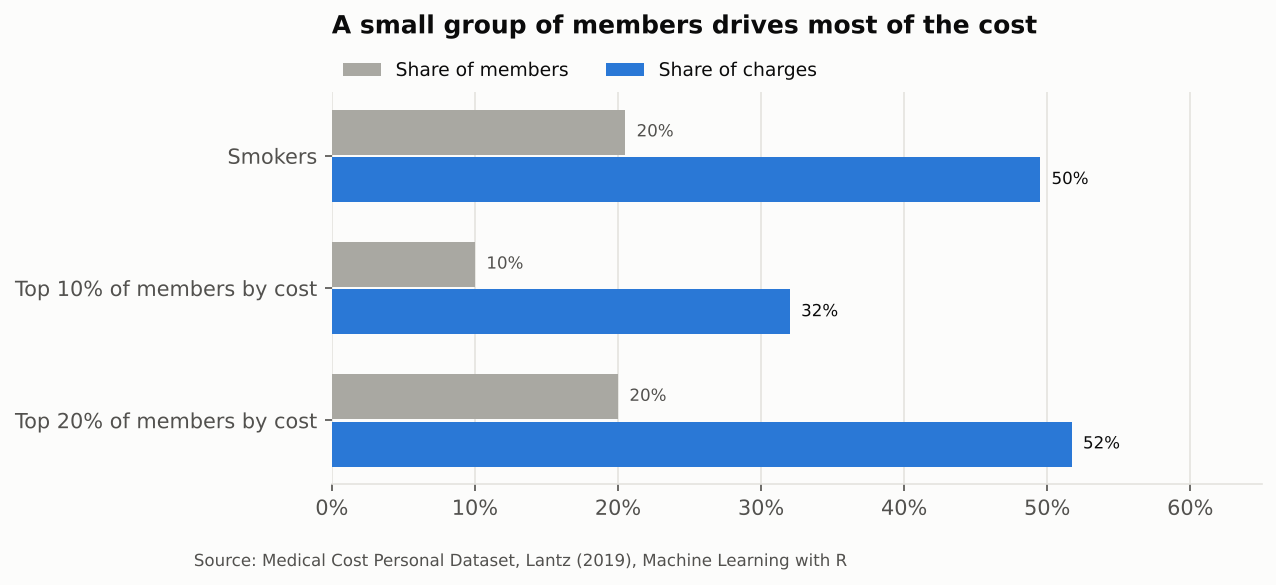 A small group of members drives most of the cost
Share of members Share of charges
20%
Smokers
50%
10%
Top 10% of members by cost
32%
20%
Top 20% of members by cost
52%
0% 10% 20% 30% 40% 50% 60%
Source: Medical Cost Personal Dataset, Lantz (2019), Machine Learning with R